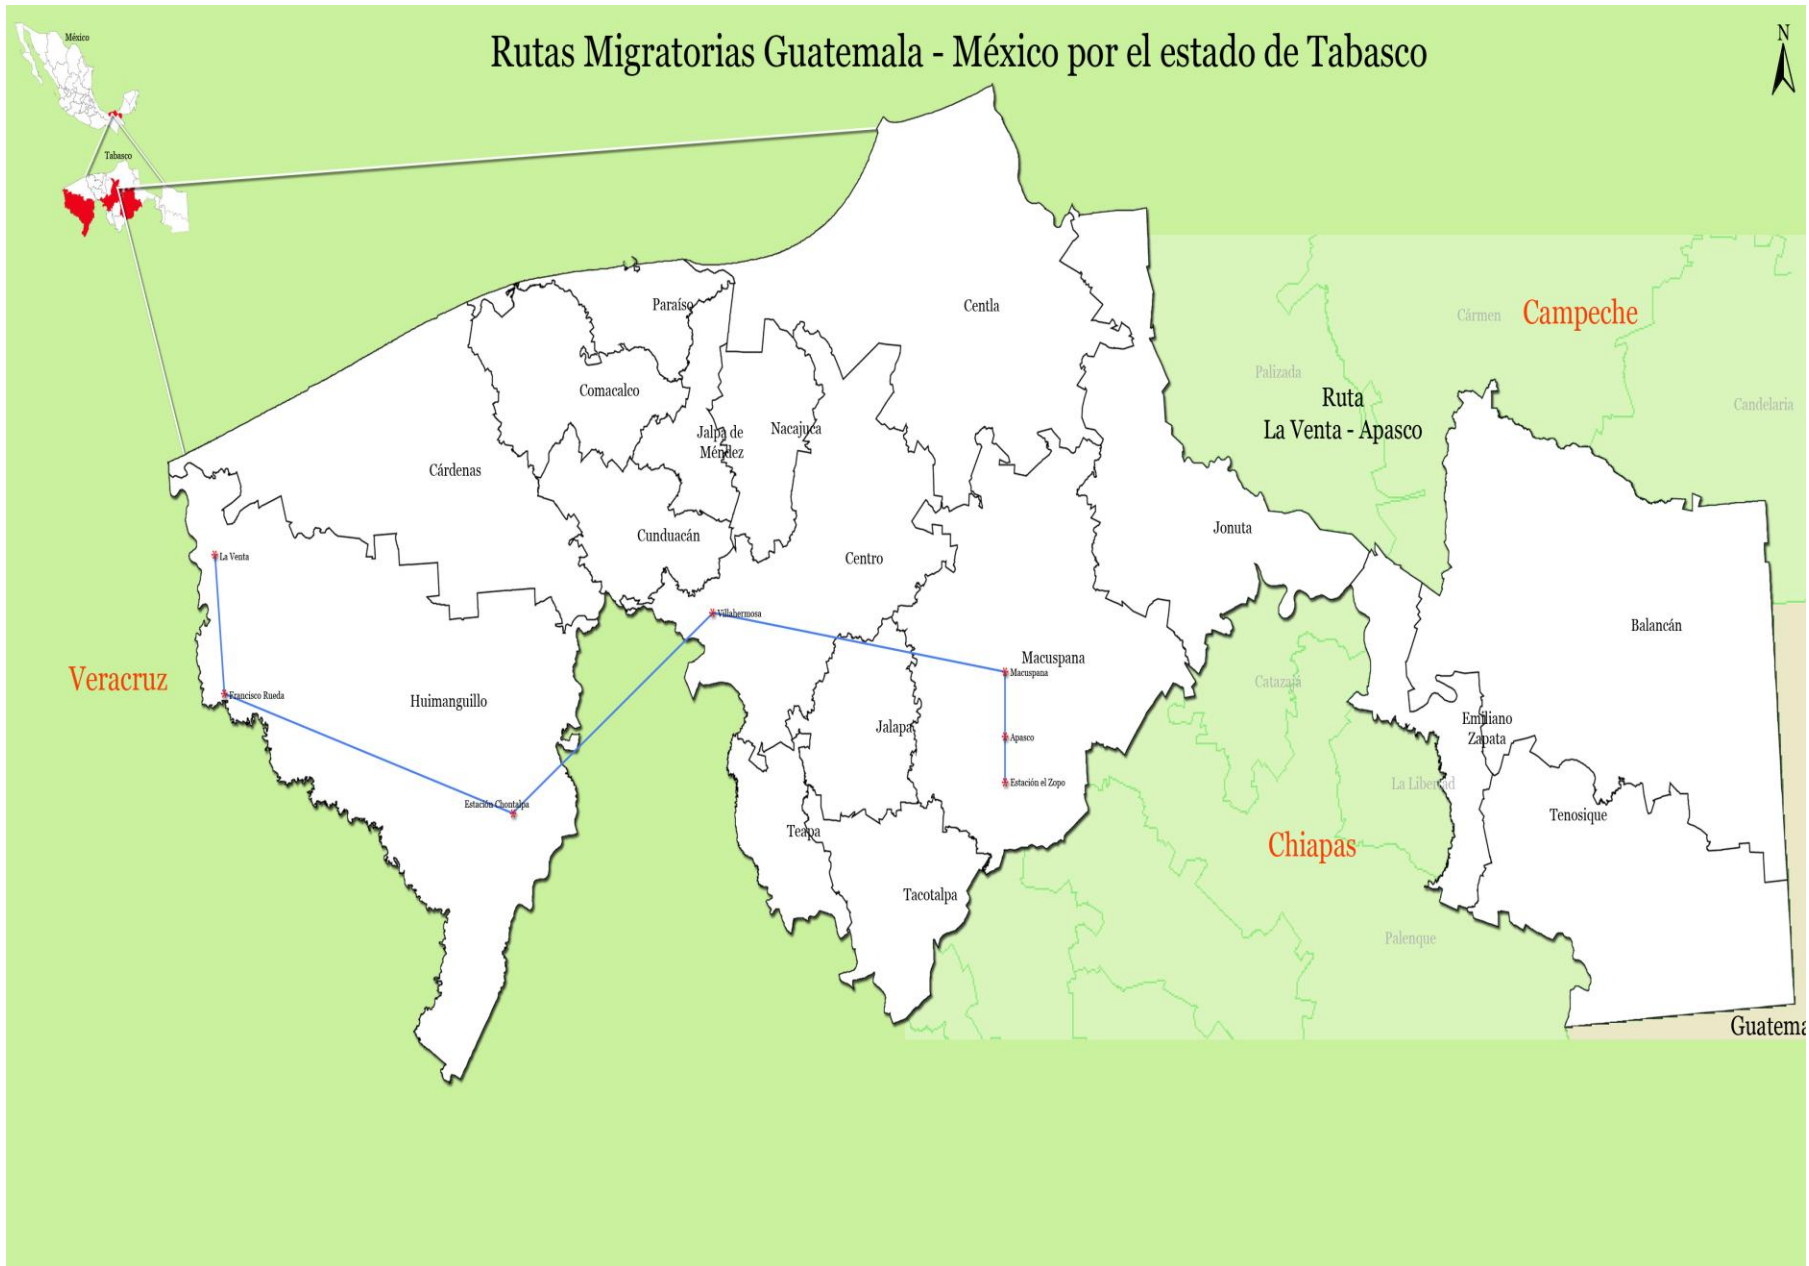 México
Rutas Migratorias Guatemala - México por el estado de Tabasco
N
Tabasco
Paraíso
Centla
Cármen
Campeche
Palizada
Comacalco
Ruta
La Venta - Apasco
Candelaria
Jalpa de
Méndez
Nacajuca
Cárdenas
Cunduacán
Jonuta
La Venta
Centro
Villahermosa
Balancán
Macuspana
Macuspana
Veracruz
Francisco Rueda
Huimanguillo
Catazajá
Jalapa
Emiliano
Zapata
Apasco
Estación el Zopo
La Libertad
Estación Chontalpa
Tenosique
Teapa
Chiapas
Tacotalpa
Palenque
Guatema